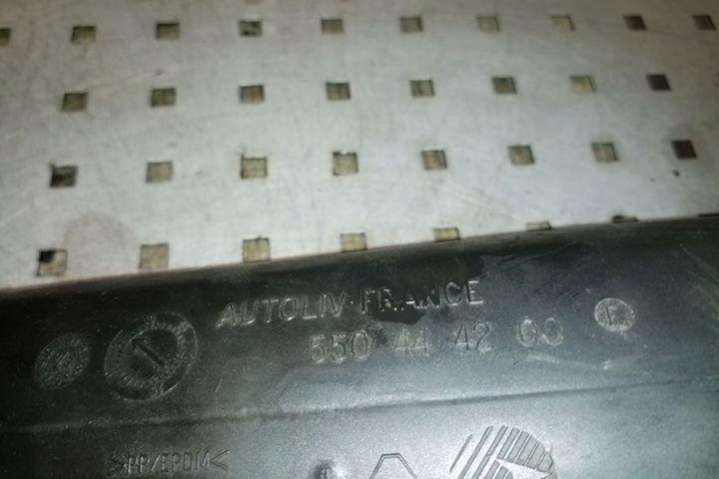 AUTOLIV-FRANCE
550 44 42 00
>PP/EPDM<